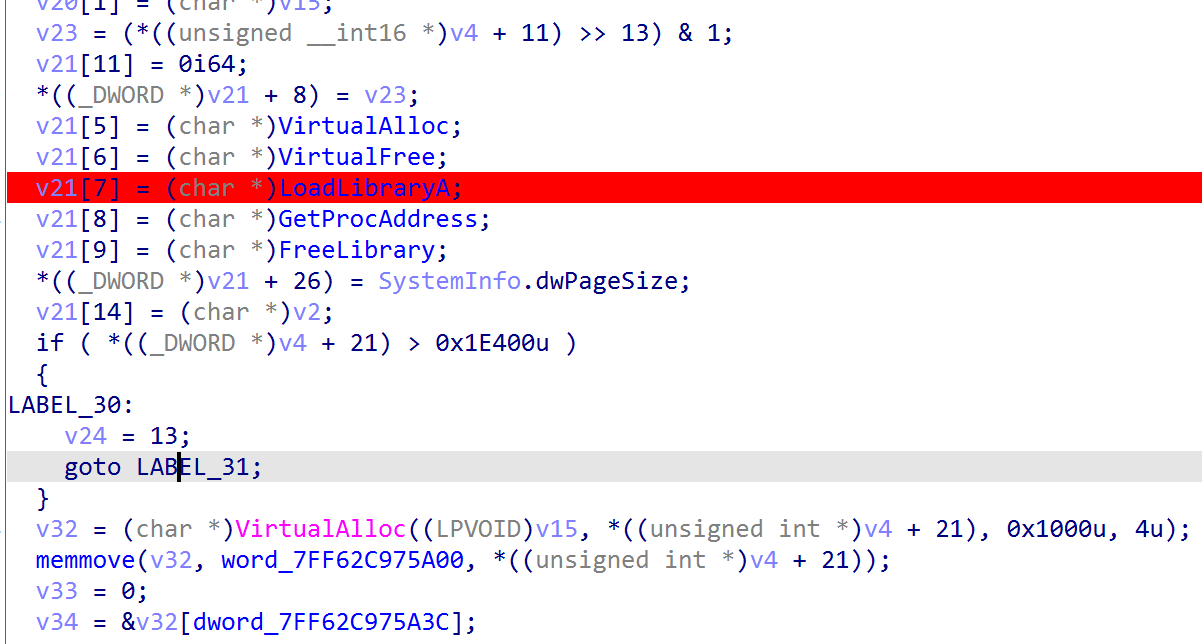 v20[1] = (char *)v15;
v23 = (*((unsigned __int16 *)v4 + 11) >> 13) & 1;
v21[11] = 0i64;
*((_DWORD *)v21 + 8) = v23;
v21[5] = (char *)VirtualAlloc;
v21[6] = (char *)VirtualFree;
v21[7] = (char *)LoadLibraryA;
v21[8] = (char *)GetProcAddress;
v21[9] = (char *)FreeLibrary;
*((_DWORD *)v21 + 26) = SystemInfo.dwPageSize;
v21[14] = (char *)v2;
if ( *((_DWORD *)v4 + 21) > 0x1E400u )
{
LABEL_30:
v24 = 13;
goto LABEL_31;
}
v32 = (char *)VirtualAlloc((LPVOID)v15, *((unsigned int *)v4 + 21), 0x1000u, 4u);
memmove(v32, word_7FF62C975A00, *((unsigned int *)v4 + 21));
v33 = 0;
v34 = &v32[dword_7FF62C975A3C];